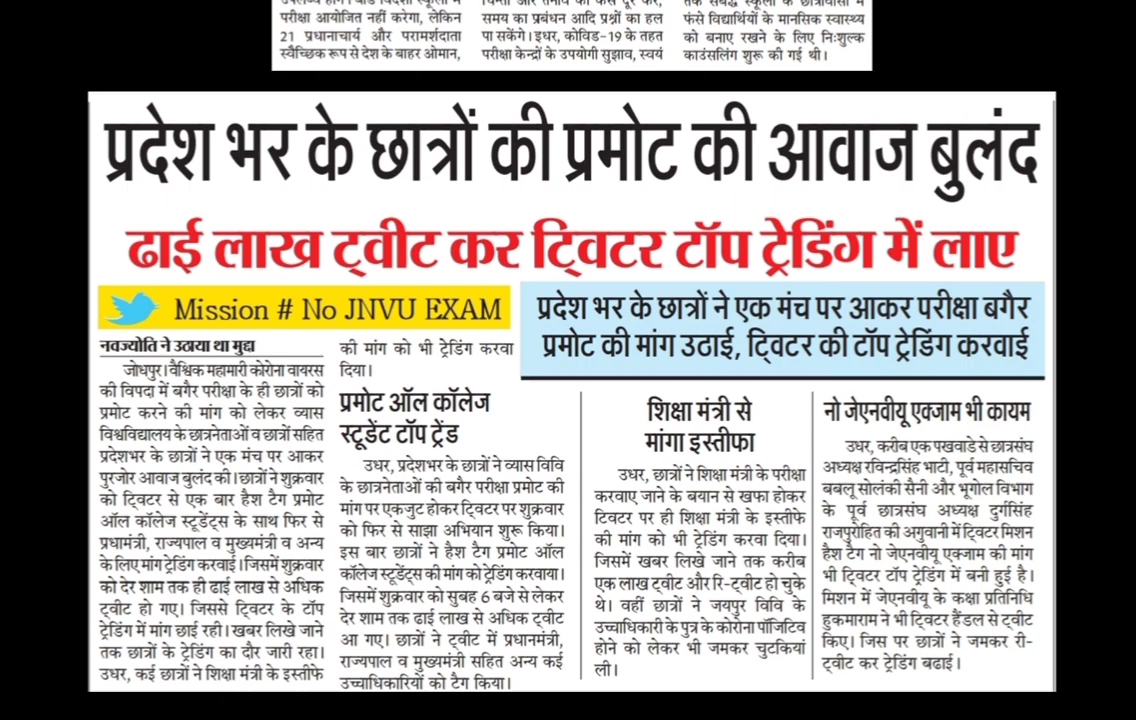 परीक्षा आयोजित नहीं करेगा, लेकिन
21 प्रधानाचार्य और परामर्शदाता
स्वैच्छिक रूप से देश के बाहर ओमान,
समय का प्रबंधन आदि प्रश्नों का हल
पा सकेंगे। इधर, कोविड-19 के तहत
परीक्षा केन्द्रों के उपयोगी सुझाव, स्वयं
फंसे विद्यार्थियों के मानसिक स्वास्थ्य
को बनाए रखने के लिए निःशुल्क
काउंसलिंग शुरू की गई थी।
प्रदेश भर के छात्रों की प्रमोट की आवाज बुलंद
ढाई लाख ट्वीट कर ट्विटर टॉप ट्रेडिंग में लाए
Mission # No JNVU EXAM
प्रदेश भर के छात्रों ने एक मंच पर आकर परीक्षा बगैर
प्रमोट की मांग उठाई, ट्विटर की टॉप ट्रेडिंग करवाई
नवज्योति ने उठाया था मुद्दा
जोधपुर। वैश्विक महामारी कोरोना वायरस
की विपदा में बगैर परीक्षा के ही छात्रों को
प्रमोट करने की मांग को लेकर व्यास
विश्वविद्यालय के छात्रनेताओं व छात्रों सहित
प्रदेशभर के छात्रों ने एक मंच पर आकर
पुरजोर आवाज बुलंद की। छात्रों ने शुक्रवार
को ट्विटर से एक बार हैश टैग प्रमोट
ऑल कॉलेज स्टूडेंट्स के साथ फिर से
प्रधामंत्री, राज्यपाल व मुख्यमंत्री व अन्य
के लिए मांग ट्रेडिंग करवाई। जिसमें शुक्रवार
को देर शाम तक ही ढाई लाख से अधिक
ट्वीट हो गए। जिससे ट्विटर के टॉप
ट्रेडिंग में मांग छाई रही। खबर लिखे जाने
तक छात्रों के ट्रेडिंग का दौर जारी रहा।
उधर, कई छात्रों ने शिक्षा मंत्री के इस्तीफे
की मांग को भी ट्रेडिंग करवा
दिया।
प्रमोट ऑल कॉलेज
स्टूडेंट टॉप ट्रेंड
उधर, प्रदेशभर के छात्रों ने व्यास विवि
के छात्रनेताओं की बगैर परीक्षा प्रमोट की
मांग पर एकजुट होकर ट्विटर पर शुक्रवार
को फिर से साझा अभियान शुरू किया।
इस बार छात्रों ने हैश टैग प्रमोट ऑल
कॉलेज स्टूडेंट्स की मांग को ट्रेडिंग करवाया।
जिसमें शुक्रवार को सुबह 6 बजे से लेकर
देर शाम तक ढाई लाख से अधिक ट्वीट
आ गए। छात्रों ने ट्वीट में प्रधानमंत्री,
राज्यपाल व मुख्यमंत्री सहित अन्य कई
उच्चाधिकारियों को टैग किया।
शिक्षा मंत्री से
मांगा इस्तीफा
उधर, छात्रों ने शिक्षा मंत्री के परीक्षा
करवाए जाने के बयान से खफा होकर
टिवटर पर ही शिक्षा मंत्री के इस्तीफे
की मांग को भी ट्रेडिंग करवा दिया।
जिसमें खबर लिखे जाने तक करीब
एक लाख ट्वीट और रि-ट्वीट हो चुके
थे। वहीं छात्रों ने जयपुर विवि के
उच्चाधिकारी के पुत्र के कोरोना पॉजिटिव
होने को लेकर भी जमकर चुटकियां
ली।
नो जेएनवीयू एक्जाम भी कायम
उधर, करीब एक पखवाडे से छात्रसंघ
अध्यक्ष रविन्द्रसिंह भाटी, पूर्व महासचिव
बबलू सोलंकी सैनी और भूगोल विभाग
के पूर्व छात्रसंघ अध्यक्ष दुर्गसिंह
राजपुरोहित की अगुवानी में ट्विटर मिशन
हैश टैग नो जेएनवीयू एक्जाम की मांग
भी ट्विटर टॉप ट्रेडिंग में बनी हुई है।
मिशन में जेएनवीयू के कक्षा प्रतिनिधि
हुकमाराम ने भी ट्विटर हैंडल से ट्वीट
किए। जिस पर छात्रों ने जमकर री-
ट्वीट कर ट्रेडिंग बढाई।